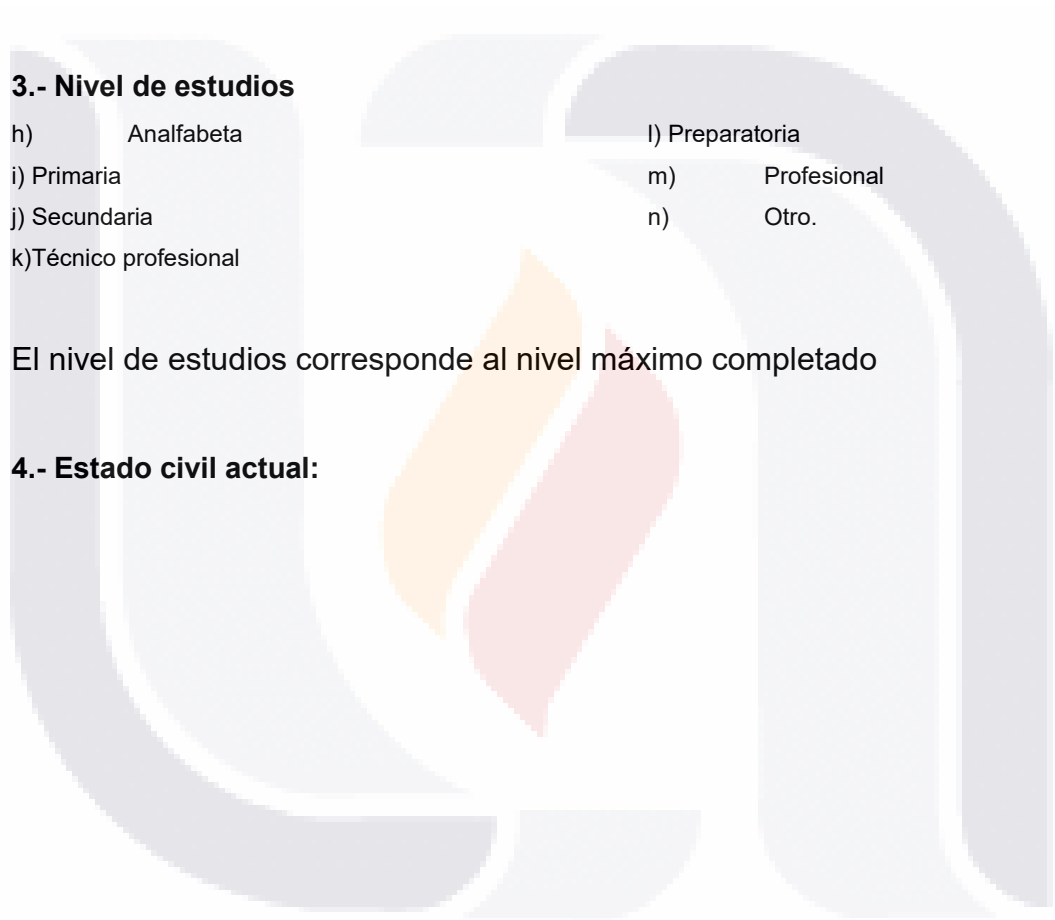 3.- Nivel de estudios
h) Analfabeta
i) Primaria
j) Secundaria
k)Técnico profesional
l) Preparatoria
m) Profesional
n) Otro.
El nivel de estudios corresponde al nivel máximo completado
4.- Estado civil actual: